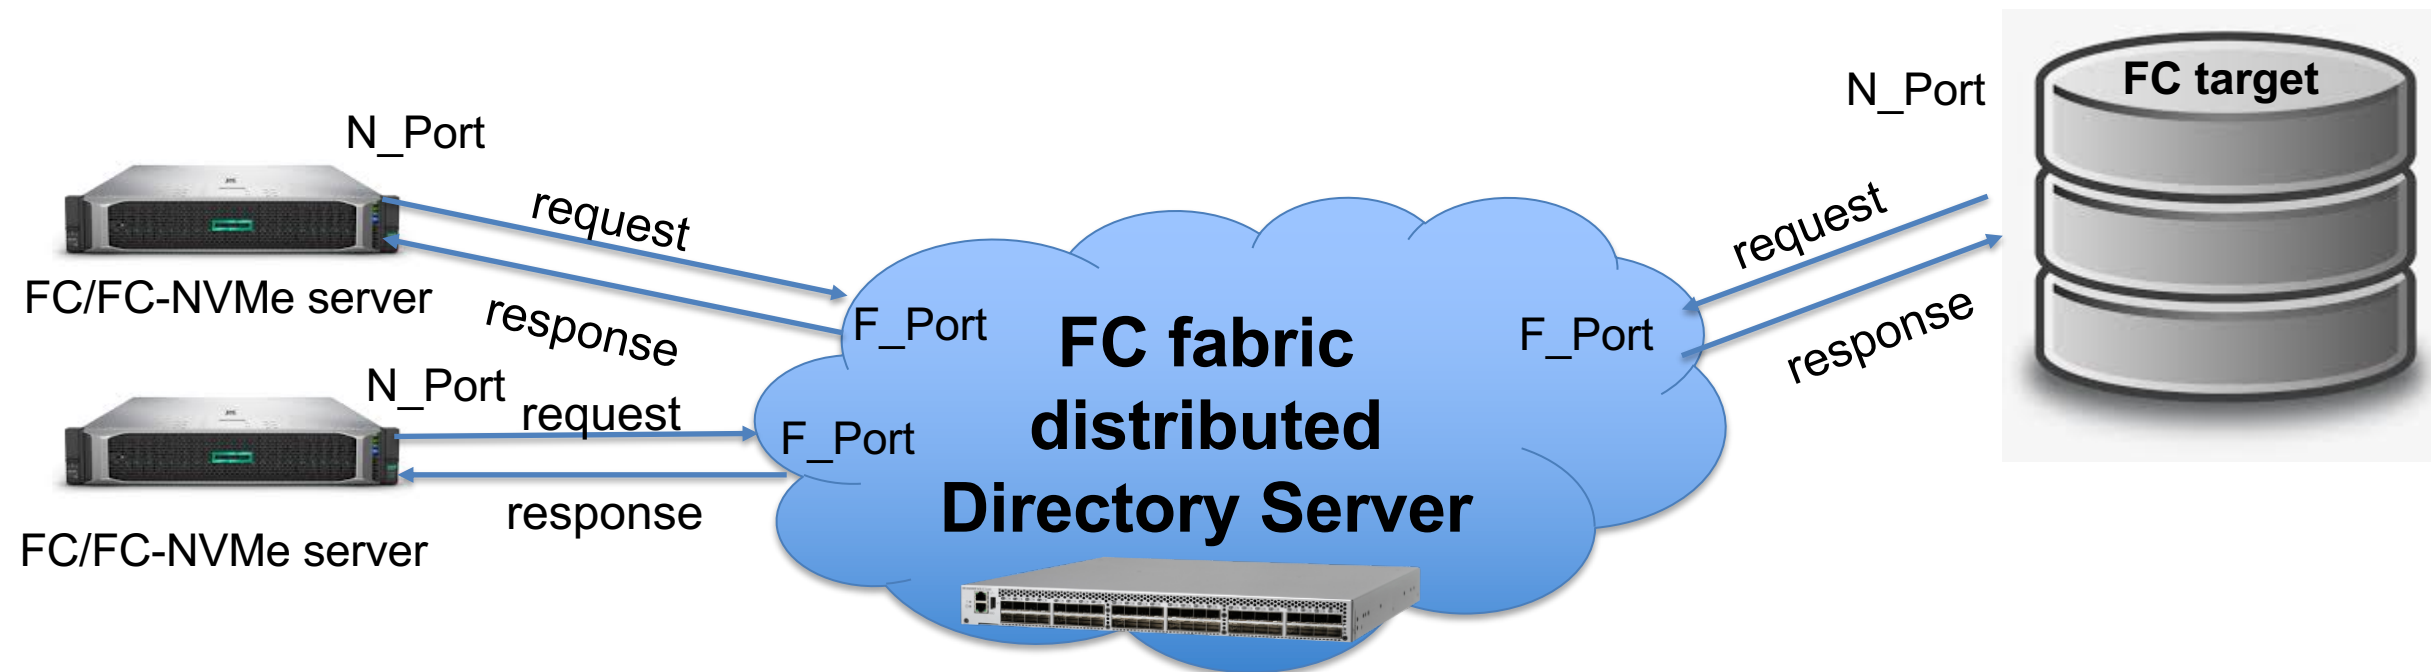 FC target
N_Port
N_Port
request
request
FC/FC-NVMe server
response
response
F_Port
F_Port
FC fabric
distributed
Directory Server
N_Port
request
F_Port
response
FC/FC-NVMe server